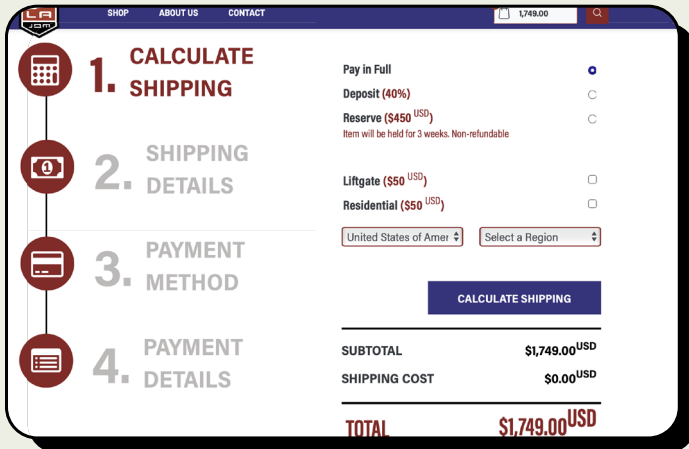 LA
JOM
SHOP
ABOUT US
CONTACT
1,749.00
1.
CALCULATE
SHIPPING
2.
SHIPPING
DETAILS
3.
PAYMENT
METHOD
4.
PAYMENT
DETAILS
Pay in Full
Deposit (40%)
Reserve ($450 USD)
Item will be held for 3 weeks. Non-refundable
Liftgate ($50 USD)
Residential ($50 USD)
United States of Amer
Select a Region
CALCULATE SHIPPING
SUBTOTAL $1,749.00USD
SHIPPING COST $0.00USD
TOTAL $1,749.00USD